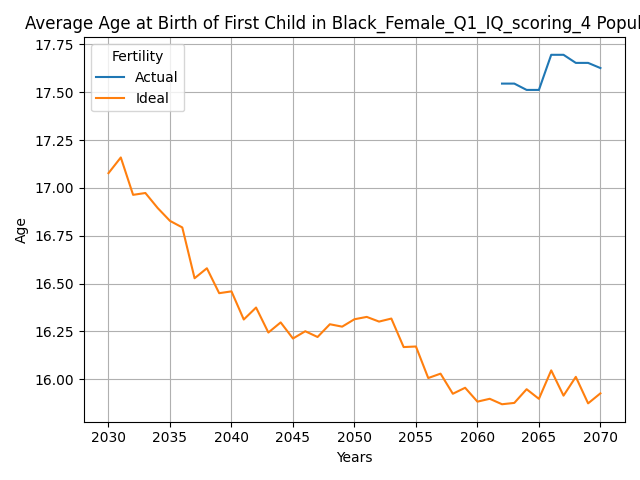 Average Age at Birth of First Child in Black_Female_Q1_IQ_scoring_4 Popul
17.75
17.50
17.25
17.00
16.75
16.50
16.25
16.00
Age
Fertility
Actual
Ideal
2030 2035 2040 2045 2050 2055 2060 2065 2070
Years